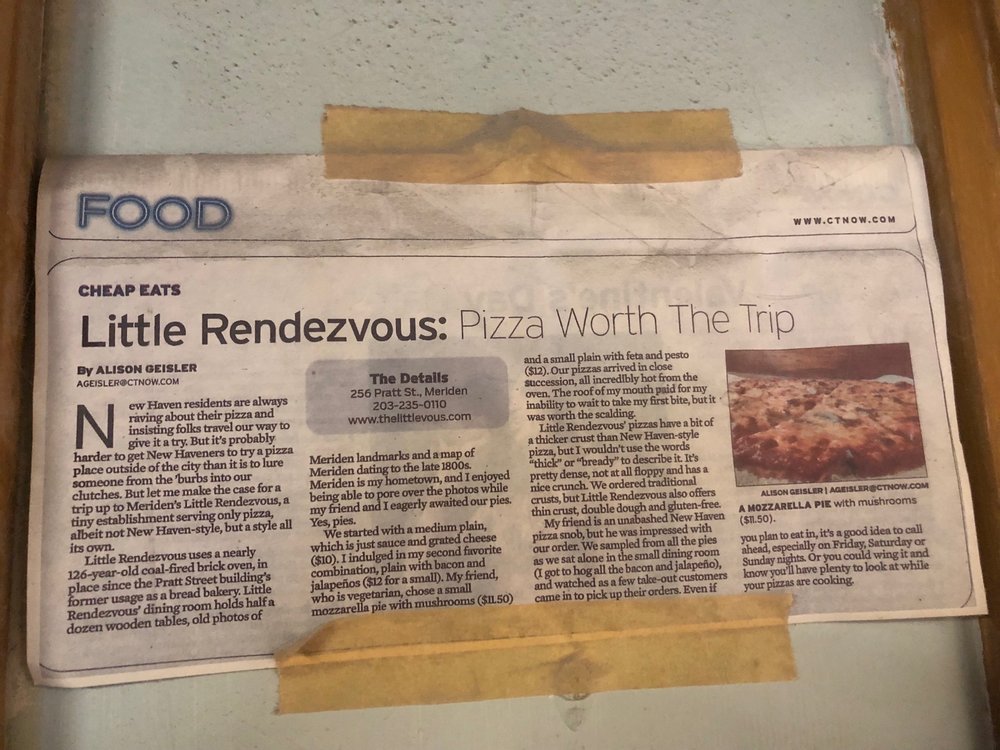 FOOD
WWW.CTNOW.COM
CHEAP EATS
Little Rendezvous: Pizza Worth The Trip
By ALISON GEISLER
AGEISLER@CTNOW.COM
New Haven residents are always
raving about their pizza and
insisting folks travel our way to
give it a try. But it's probably
harder to get New Haveners to try a pizza
place outside of the city than it is to lure
someone from the 'burbs into our
clutches. But let me make the case for a
trip up to Meriden's Little Rendezvous, a
tiny establishment serving only pizza,
albeit not New Haven-style, but a style all
its own.
Little Rendezvous uses a nearly
126-year-old coal-fired brick oven, in
place since the Pratt Street building's
former usage as a bread bakery. Little
Rendezvous' dining room holds half a
dozen wooden tables, old photos of
The Details
256 Pratt St., Meriden
203-235-0110
www.thelittlevous.com
Meriden landmarks and a map of
Meriden dating to the late 1800s.
Meriden is my hometown, and I enjoyed
being able to pore over the photos while
my friend and I eagerly awaited our pies.
Yes, pies.
We started with a medium plain,
which is just sauce and grated cheese
($10). I indulged in my second favorite
combination, plain with bacon and
jalapeños ($12 for a small). My friend,
who is vegetarian, chose a small
mozzarella pie with mushrooms ($11.50)
and a small plain with feta and pesto
($12). Our pizzas arrived in close
succession, all incredibly hot from the
oven. The roof of my mouth paid for my
inability to wait to take my first bite, but it
was worth the scalding.
Little Rendezvous' pizzas have a bit of
a thicker crust than New Haven-style
pizza, but I wouldn't use the words
"thick" or "bready" to describe it. It's
pretty dense, not at all floppy and has a
nice crunch. We ordered traditional
crusts, but Little Rendezvous also offers
thin crust, double dough and gluten-free.
My friend is an unabashed New Haven
pizza snob, but he was impressed with
our order. We sampled from all the pies
as we sat alone in the small dining room
(I got to hog all the bacon and jalapeño),
and watched as a few take-out customers
came in to pick up their orders. Even if
ALISON GEISLER | AGEISLER@CTNOW.COM
A MOZZARELLA PIE with mushrooms
($11.50).
you plan to eat in, it's a good idea to call
ahead, especially on Friday, Saturday or
Sunday nights. Or you could wing it and
know you'll have plenty to look at while
your pizzas are cooking.